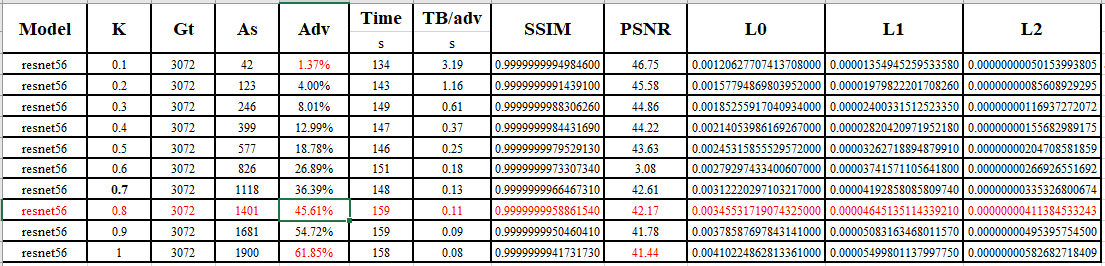 Model K Gt As Adv Time s TB/adv s SSIM PSNR L0 L1 L2
resnet56 0.1 3072 42 1.37% 134 3.19 0.9999999994984600 46.75 0.00120627707413708000 0.00001354945259533580 0.00000000050153993805
resnet56 0.2 3072 123 4.00% 143 1.16 0.9999999991439100 45.58 0.00157794869803952000 0.00001979822201708260 0.00000000085608929295
resnet56 0.3 3072 246 8.01% 149 0.61 0.9999999988306260 44.86 0.00185255917040934000 0.00002400331512523350 0.00000000116937272072
resnet56 0.4 3072 399 12.99% 147 0.37 0.9999999984431690 44.22 0.00214053986169267000 0.00002820420971952180 0.00000000155682989175
resnet56 0.5 3072 577 18.78% 146 0.25 0.9999999979529130 43.63 0.00245315855529572000 0.00003262718894879910 0.00000000204708581859
resnet56 0.6 3072 826 26.89% 151 0.18 0.9999999973307340 3.08 0.00279297433400607000 0.00003741571105641800 0.00000000266926551692
resnet56 0.7 3072 1118 36.39% 148 0.13 0.9999999966467310 42.61 0.00312220297103217000 0.00004192858085809740 0.00000000335326800674
resnet56 0.8 3072 1401 45.61% 159 0.11 0.9999999958861540 42.17 0.00345531719074325000 0.00004645135114339210 0.00000000411384533243
resnet56 0.9 3072 1681 54.72% 159 0.09 0.9999999950460410 41.78 0.00378587697843141000 0.00005083163468011570 0.00000000495395754500
resnet56 1 3072 1900 61.85% 158 0.08 0.9999999941731730 41.44 0.00410224862813361000 0.00005499801137997750 0.00000000582682718409